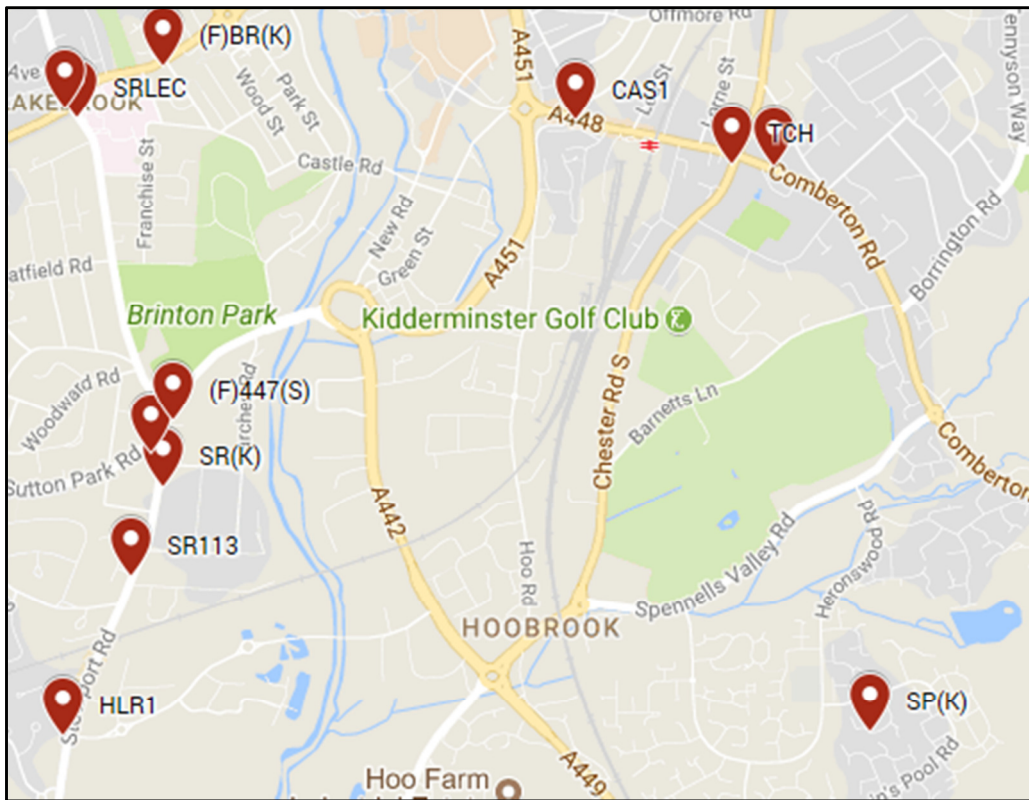 Offmore Rd
(F)BR(K)
A451
Tennyson Way
Ave
SRLEC
Wood St
Park St
CAS1
A448
Lorne St
TCH
Franchise St
Castle Rd
Comberton Rd
New Rd
Green St
Borrington Rd
A451
Brinton Park
Kidderminster Golf Club
Woodward Rd
(F)447(S)
Chester Rd S
Barnetts Ln
Sutton Park Rd
SR(K)
A442
Comberton
SR113
Hoo Rd
Spennells Valley Rd
Heronswood Rd
HOOBROOK
HLR1
SP(K)
Hoo Farm
A449